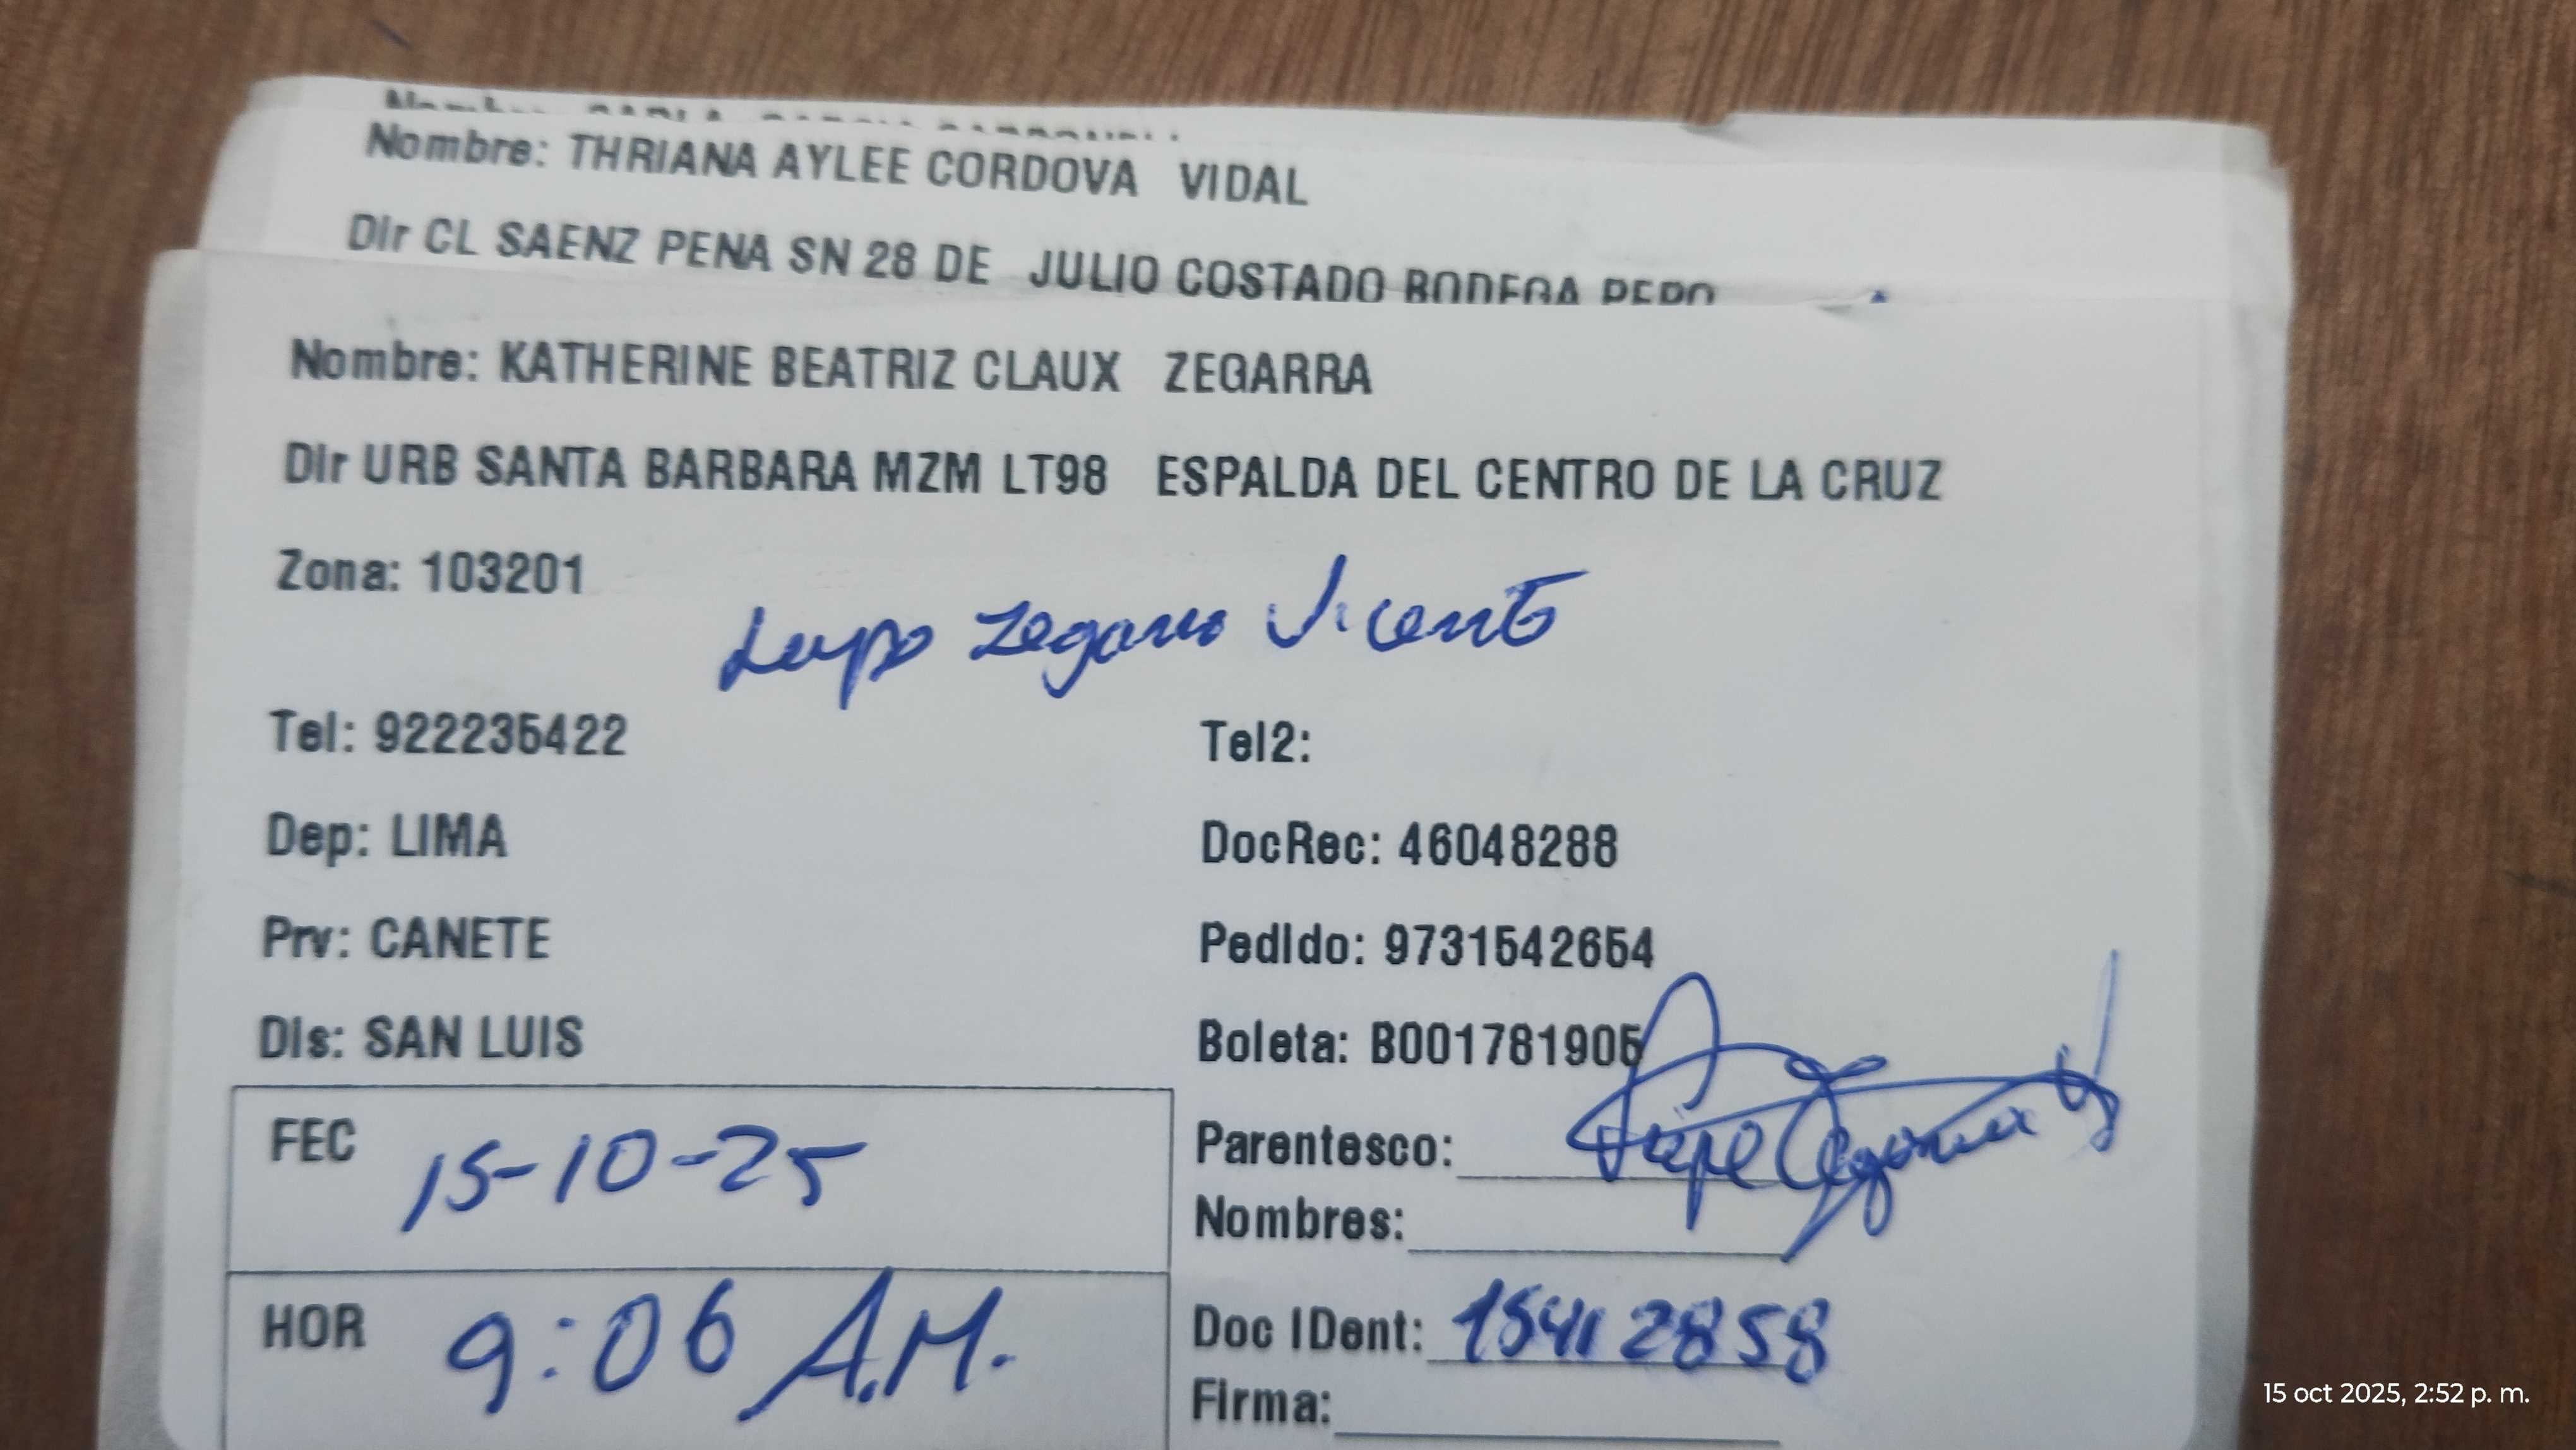 Nombre: THRIANA AYLEE CORDOVA VIDAL
Dir CL SAENZ PENA SN 28 DE JULIO COSTADO BODEGA PEPO
Nombre: KATHERINE BEATRIZ CLAUX ZEGARRA
Dir URB SANTA BARBARA MZM LT98 ESPALDA DEL CENTRO DE LA CRUZ
Zona: 103201
Zegarra Vicente
Tel: 922235422 Tel2:
Dep: LIMA DocRec: 46048288
Prv: CANETE Pedido: 9731542654
Dis: SAN LUIS Boleta: B001781905
FEC 15-10-25 Parentesco:
Nombres:
HOR 9:06 A.M. Doc IDent: 15412858
Firma:
15 oct 2025, 2:52 p. m.